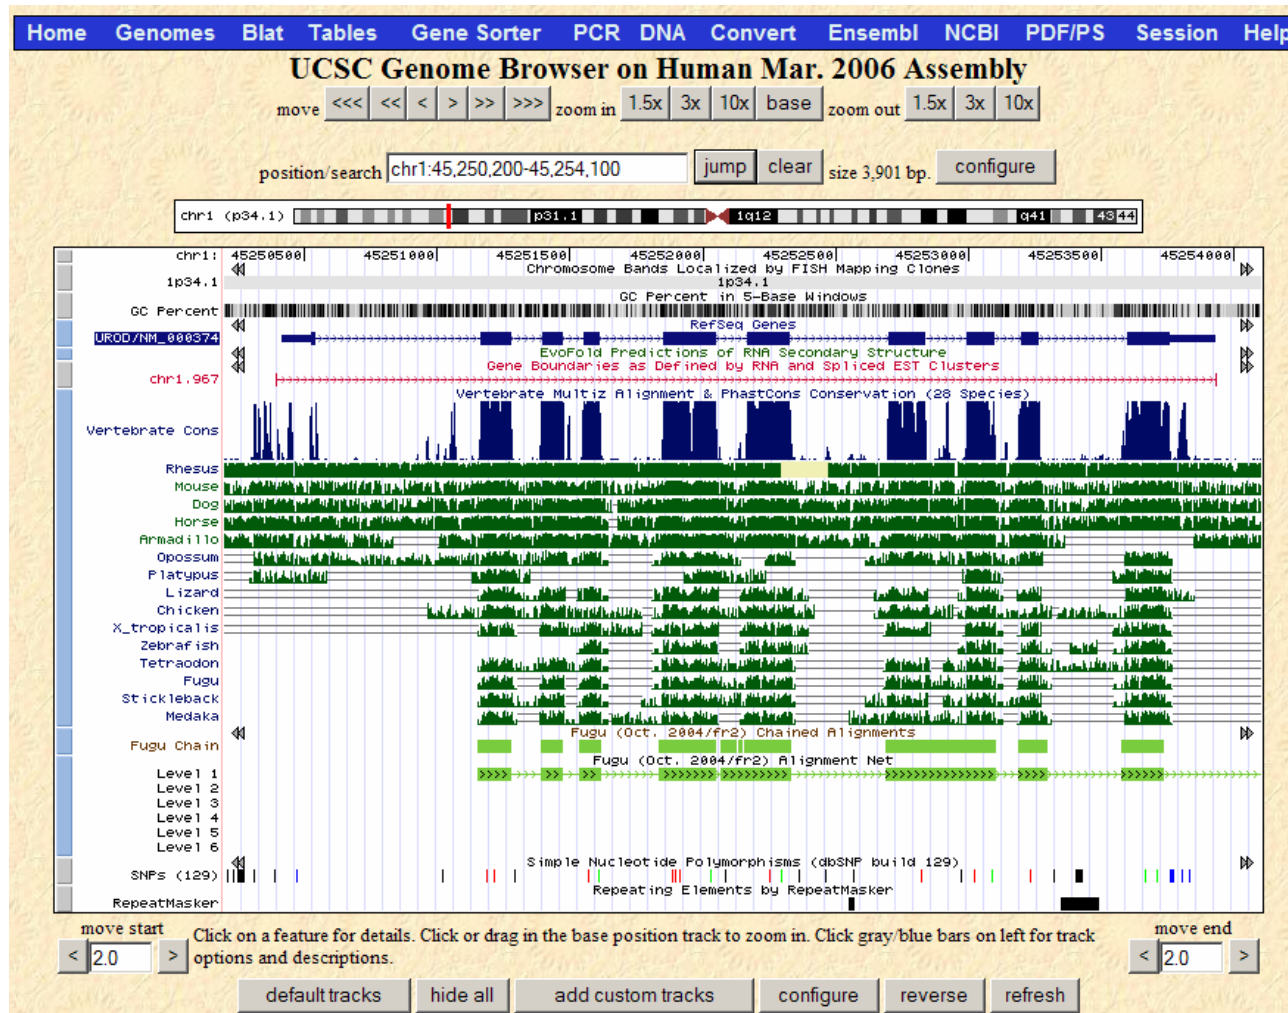 Home Genomes Blat Tables Gene Sorter PCR DNA Convert Ensembl NCBI PDF/PS Session Help
UCSC Genome Browser on Human Mar. 2006 Assembly
move <<< << < > >> >>> zoom in 1.5x 3x 10x base zoom out 1.5x 3x 10x
position/search chr1:45,250,200-45,254,100 jump clear size 3,901 bp. configure
chr1 (p34.1) p31.1 1q12 q41 43 44
chr1: 45250500| 45251000| 45251500| 45252000| 45252500| 45253000| 45253500| 45254000|
Chromosome Bands Localized by FISH Mapping Clones
1p34.1 1p34.1
GC Percent in 5-Base Windows
GC Percent
RefSeq Genes
UROD/NM_000374
EvoFold Predictions of RNA Secondary Structure
Gene Boundaries as Defined by RNA and Spliced EST Clusters
chr1.967
Vertebrate Multiz Alignment & PhastCons Conservation (28 Species)
Vertebrate Cons
Rhesus
Mouse
Dog
Horse
Armadillo
Opossum
Platypus
Lizard
Chicken
X_tropicalis
Zebrafish
Tetraodon
Fugu
Stickleback
Medaka
Fugu (Oct. 2004/fr2) Chained Alignments
Fugu Chain
Fugu (Oct. 2004/fr2) Alignment Net
Level 1
Level 2
Level 3
Level 4
Level 5
Level 6
Simple Nucleotide Polymorphisms (dbSNP build 129)
SNPs (129)
Repeating Elements by RepeatMasker
RepeatMasker
move start
< 2.0 >
Click on a feature for details. Click or drag in the base position track to zoom in. Click gray/blue bars on left for track
options and descriptions.
move end
< 2.0 >
default tracks hide all add custom tracks configure reverse refresh